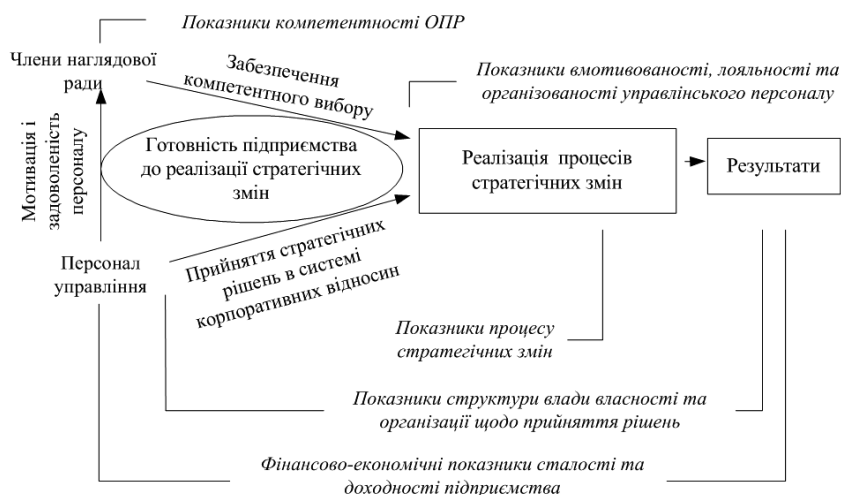 Показники компетентності ОПР
Члени наглядової
ради
Забезпечення
компетентного вибору
Показники вмотивованості, лояльності та
організованості управлінського персоналу
Мотивація і
задоволеність
персоналу
Готовність підприємства
до реалізації стратегічних
змін
Реалізація процесів
стратегічних змін
Результати
Персонал
управління
Прийняття стратегічних
рішень в системі
корпоративних відносин
Показники процесу
стратегічних змін
Показники структури влади власності та
організації щодо прийняття рішень
Фінансово-економічні показники сталості та
доходності підприємства